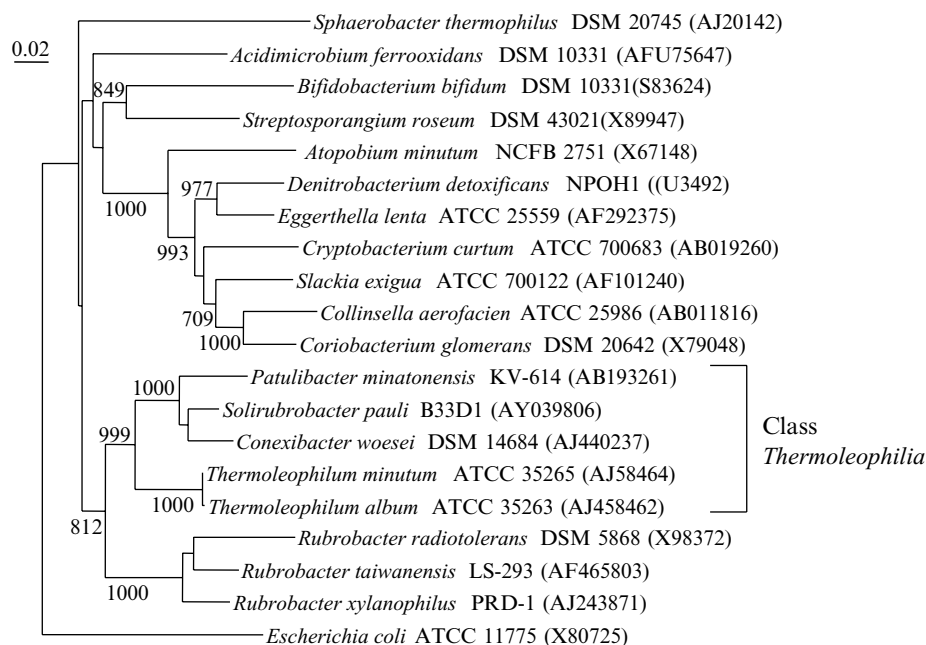 Sphaerobacter thermophilus DSM 20745 (AJ20142)
0.02
Acidimicrobium ferrooxidans DSM 10331 (AFU75647)
849
Bifidobacterium bifidum DSM 10331(S83624)
Streptosporangium roseum DSM 43021(X89947)
Atopobium minutum NCFB 2751 (X67148)
1000
977
Denitrobacterium detoxificans NPOH1 ((U3492)
Eggerthella lenta ATCC 25559 (AF292375)
993
Cryptobacterium curtum ATCC 700683 (AB019260)
Slackia exigua ATCC 700122 (AF101240)
709
Collinsella aerofacien ATCC 25986 (AB011816)
1000
Coriobacterium glomerans DSM 20642 (X79048)
1000
Patulibacter minatonensis KV-614 (AB193261)
Solirubrobacter pauli B33D1 (AY039806)
999
Conexibacter woesei DSM 14684 (AJ440237)
Thermoleophilum minutum ATCC 35265 (AJ58464)
1000
Thermoleophilum album ATCC 35263 (AJ458462)
Class
Thermoleophilia
812
Rubrobacter radiotolerans DSM 5868 (X98372)
Rubrobacter taiwanensis LS-293 (AF465803)
1000
Rubrobacter xylanophilus PRD-1 (AJ243871)
Escherichia coli ATCC 11775 (X80725)